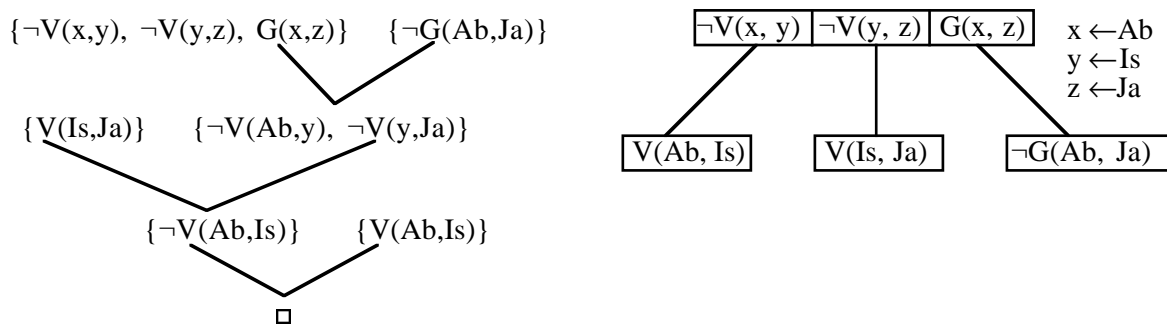 {¬V(x,y), ¬V(y,z), G(x,z)} {¬G(Ab,Ja)}
{V(Is,Ja)} {¬V(Ab,y), ¬V(y,Ja)}
{¬V(Ab,Is)} {V(Ab,Is)}
□
¬V(x, y) ¬V(y, z) G(x, z)
x ←Ab
y ←Is
z ←Ja
V(Ab, Is) V(Is, Ja) ¬G(Ab, Ja)